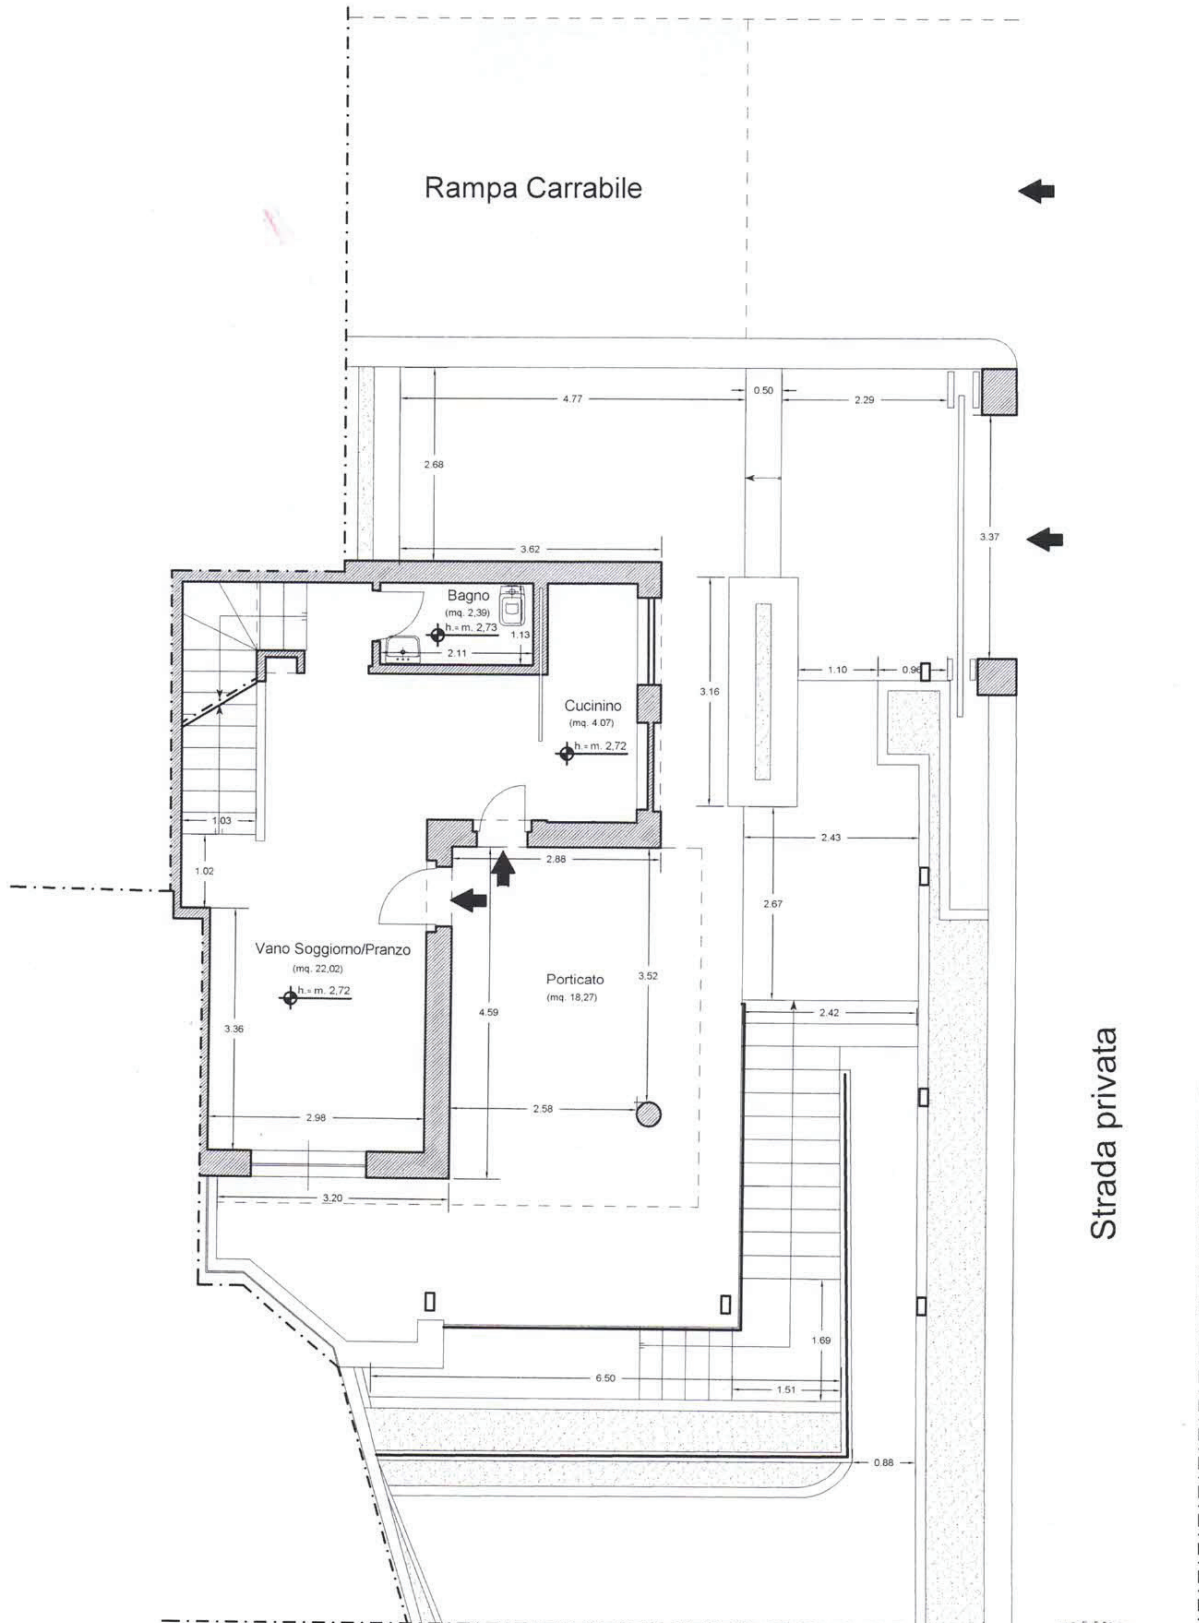 Rampa Carrabile
4.77
0.50
2.29
2.68
3.37
3.62
Bagno
(mq. 2,39)
h.= m. 2,73
1.13
2.11
1.10
0.96
3.16
Cucinino
(mq. 4.07)
h.= m. 2,72
1.03
2.43
2.88
1.02
2.67
Vano Soggiorno/Pranzo
(mq. 22,02)
h.= m. 2,72
Porticato
(mq. 18,27)
3.52
4.59
2.42
3.36
2.58
2.98
Strada privata
3.20
1.69
6.50
1.51
0.88